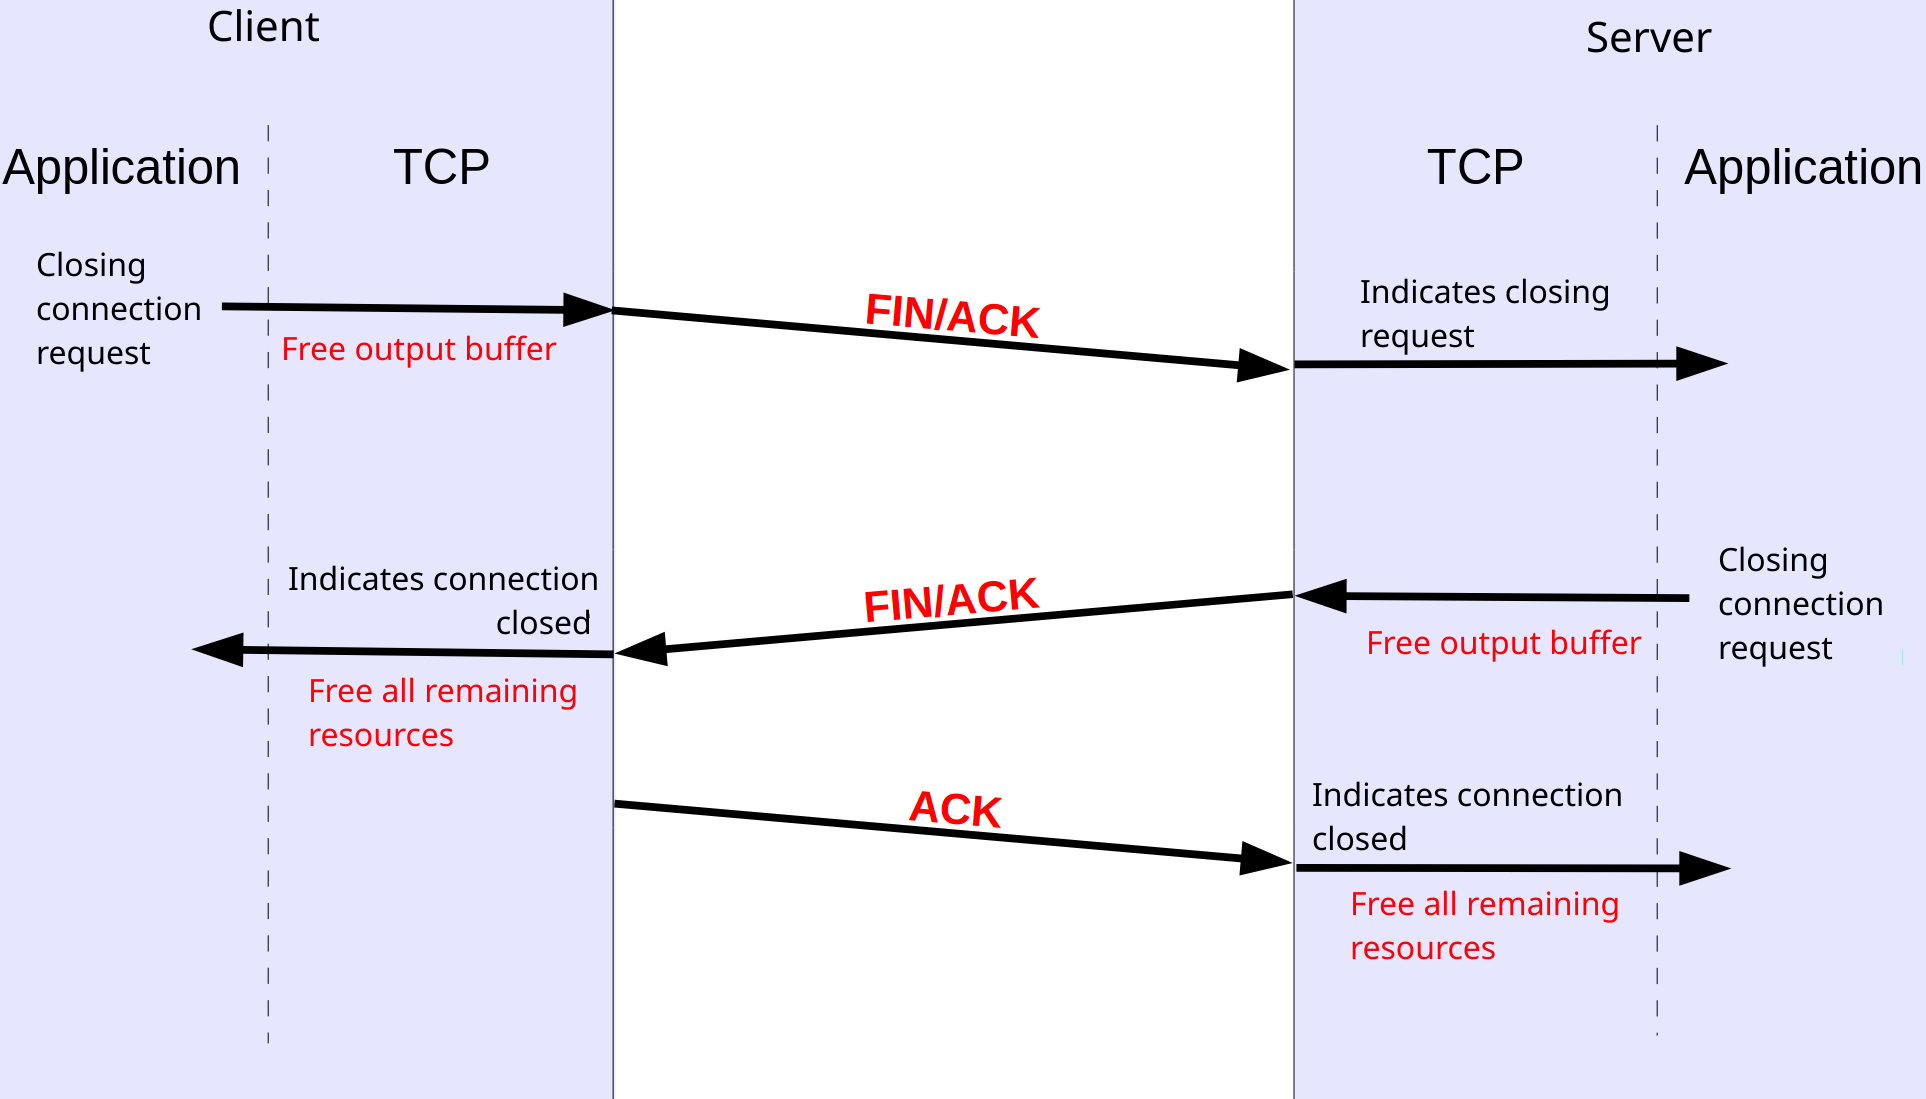 Client
Server
Application
TCP
TCP
Application
Closing
connection
request
Free output buffer
FIN/ACK
Indicates closing
request
Indicates connection
closed
Free all remaining
resources
FIN/ACK
Closing
connection
request
Free output buffer
ACK
Indicates connection
closed
Free all remaining
resources